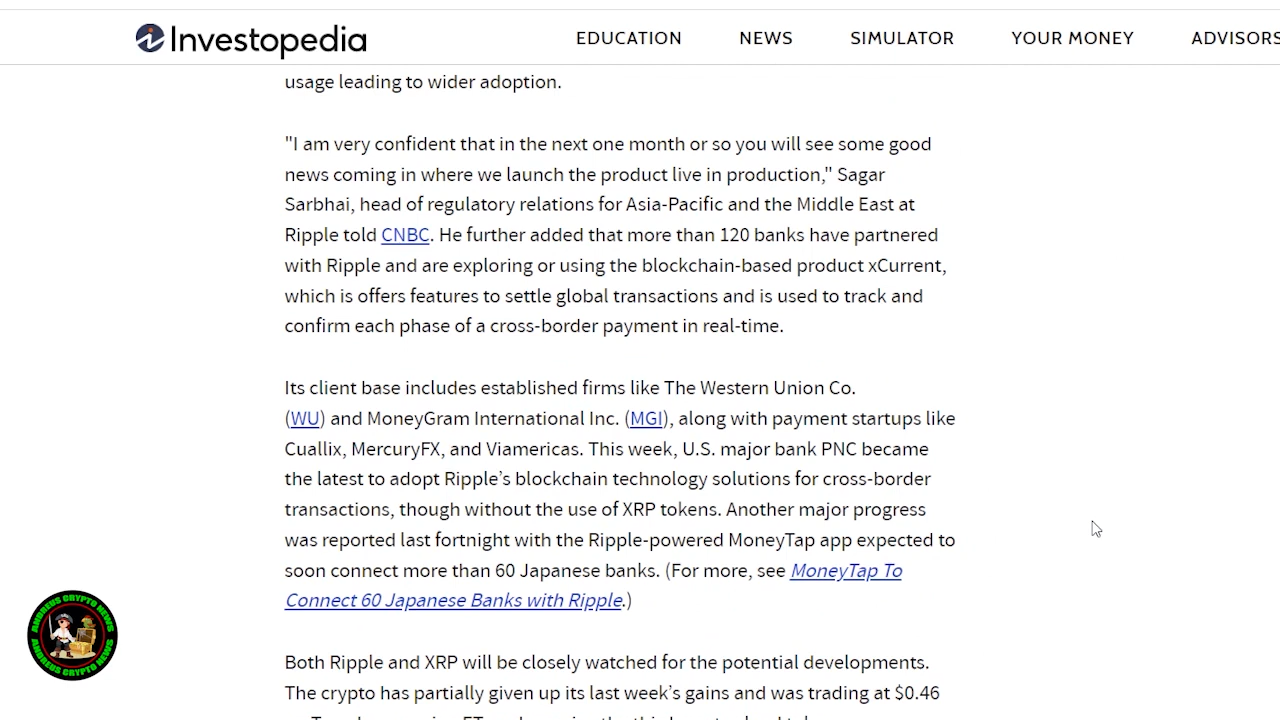 Investopedia
EDUCATION NEWS SIMULATOR YOUR MONEY ADVISORS
usage leading to wider adoption.
"I am very confident that in the next one month or so you will see some good
news coming in where we launch the product live in production," Sagar
Sarbhai, head of regulatory relations for Asia-Pacific and the Middle East at
Ripple told CNBC. He further added that more than 120 banks have partnered
with Ripple and are exploring or using the blockchain-based product xCurrent,
which is offers features to settle global transactions and is used to track and
confirm each phase of a cross-border payment in real-time.
Its client base includes established firms like The Western Union Co.
(WU) and MoneyGram International Inc. (MGI), along with payment startups like
Cuallix, MercuryFX, and Viamericas. This week, U.S. major bank PNC became
the latest to adopt Ripple’s blockchain technology solutions for cross-border
transactions, though without the use of XRP tokens. Another major progress
was reported last fortnight with the Ripple-powered MoneyTap app expected to
soon connect more than 60 Japanese banks. (For more, see MoneyTap To
Connect 60 Japanese Banks with Ripple.)
ANDREUS CRYPTO NEWS
ANDREUS CRYPTO NEWS
Both Ripple and XRP will be closely watched for the potential developments.
The crypto has partially given up its last week’s gains and was trading at $0.46